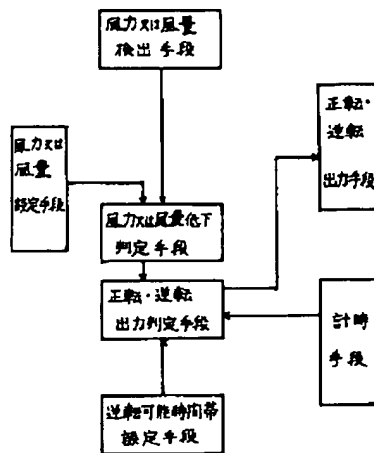 風力又は風量
検出手段
正転・
逆転
出力手段
風力又は
風量
設定手段
風力又は風量低下
判定手段
正転・逆転
出力判定手段
計時
手段
逆転可能時間帯
設定手段